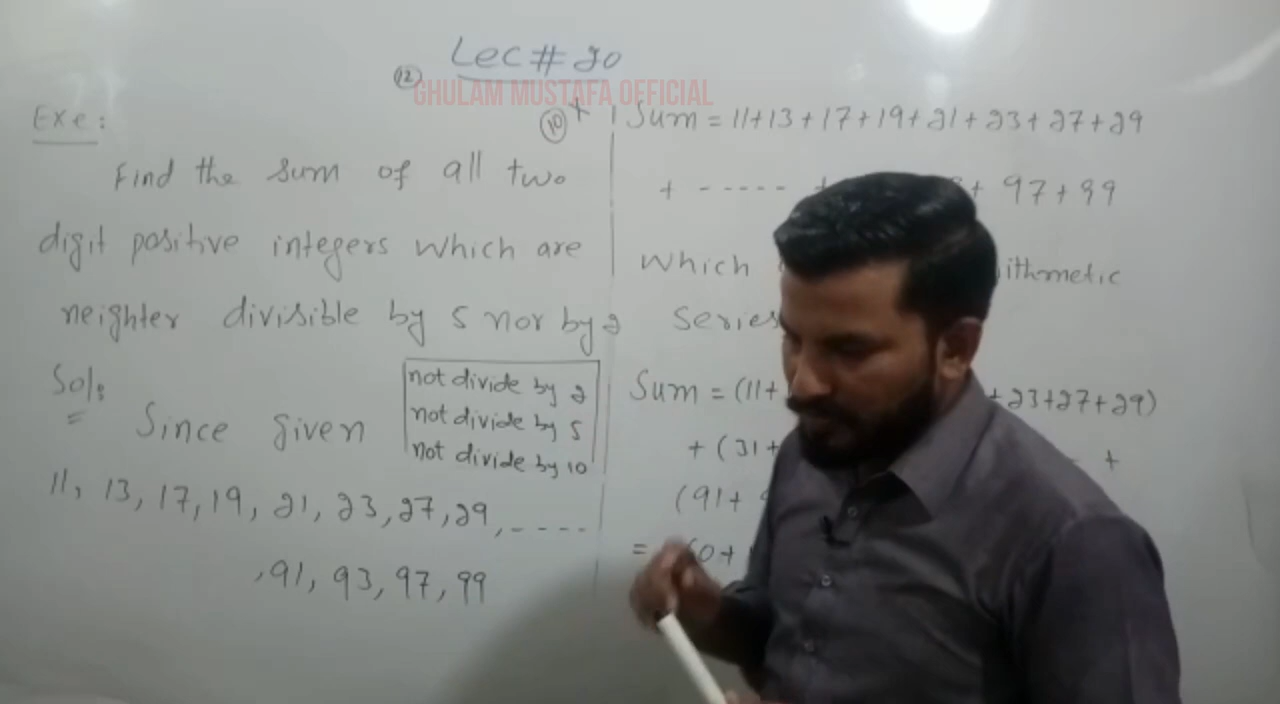 Lec # 20
12
GHULAM MUSTAFA OFFICIAL
Exe:
10 +
Find the sum of all two
digit positive integers which are
neighter divisible by 5 nor by 2
Sol:
=
Since given
not divide by 2
not divide by 5
not divide by 10
11, 13, 17, 19, 21, 23, 27, 29, ----
, 91, 93, 97, 99
Sum = 11+13+17+19+21+23+27+29
+ ----- + + 97+99
Which ithmetic
series
Sum = (11+ +23+27+29)
+ (31+ - +
(91+
= 60+